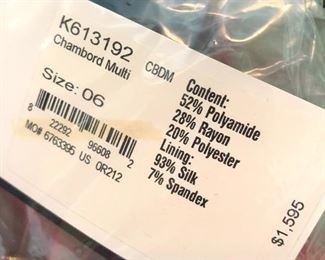 K613192
Chambord Multi CBDM
Size: 06
8 22292 96608 2
MO# 6763395 US OR212
Content:
52% Polyamide
28% Rayon
20% Polyester
Lining:
93% Silk
7% Spandex
$1,595